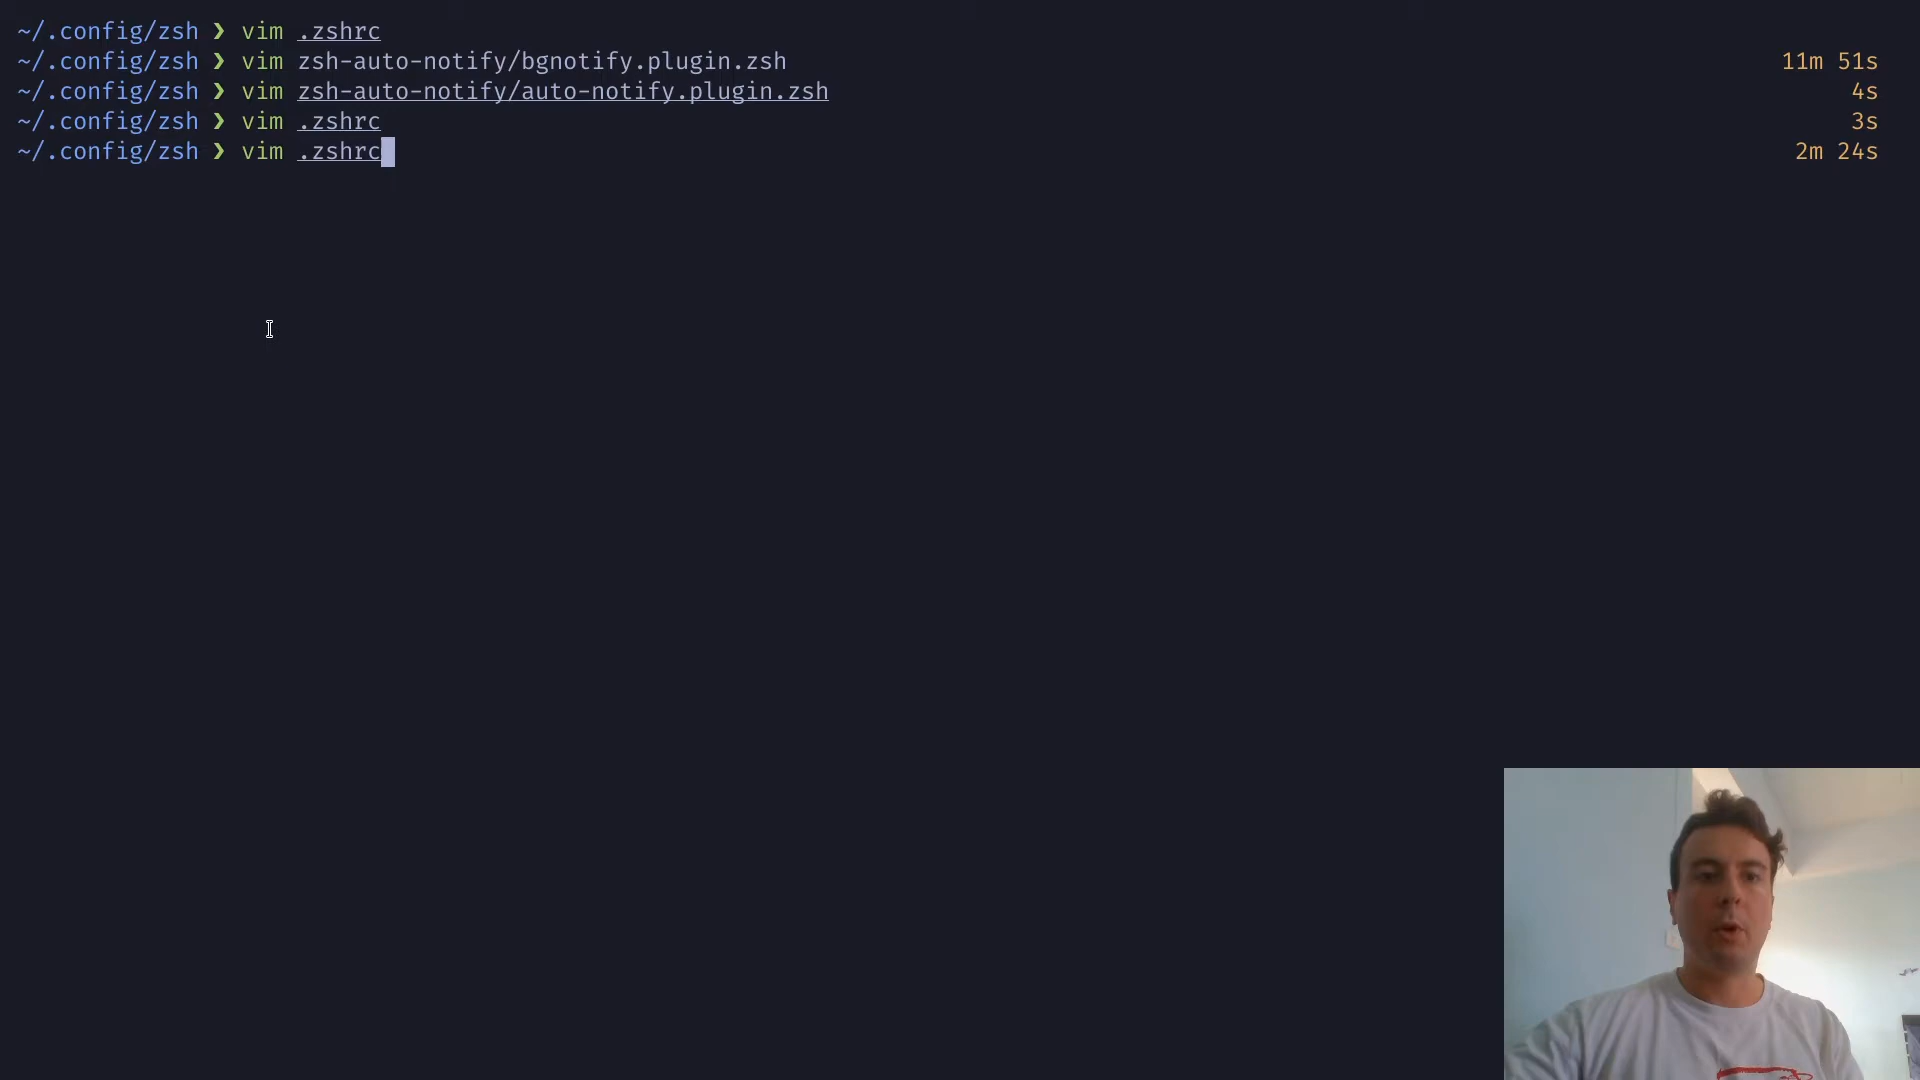 ~/.config/zsh ❯ vim .zshrc
~/.config/zsh ❯ vim zsh-auto-notify/bgnotify.plugin.zsh 11m 51s
~/.config/zsh ❯ vim zsh-auto-notify/auto-notify.plugin.zsh 4s
~/.config/zsh ❯ vim .zshrc 3s
~/.config/zsh ❯ vim .zshrc 2m 24s